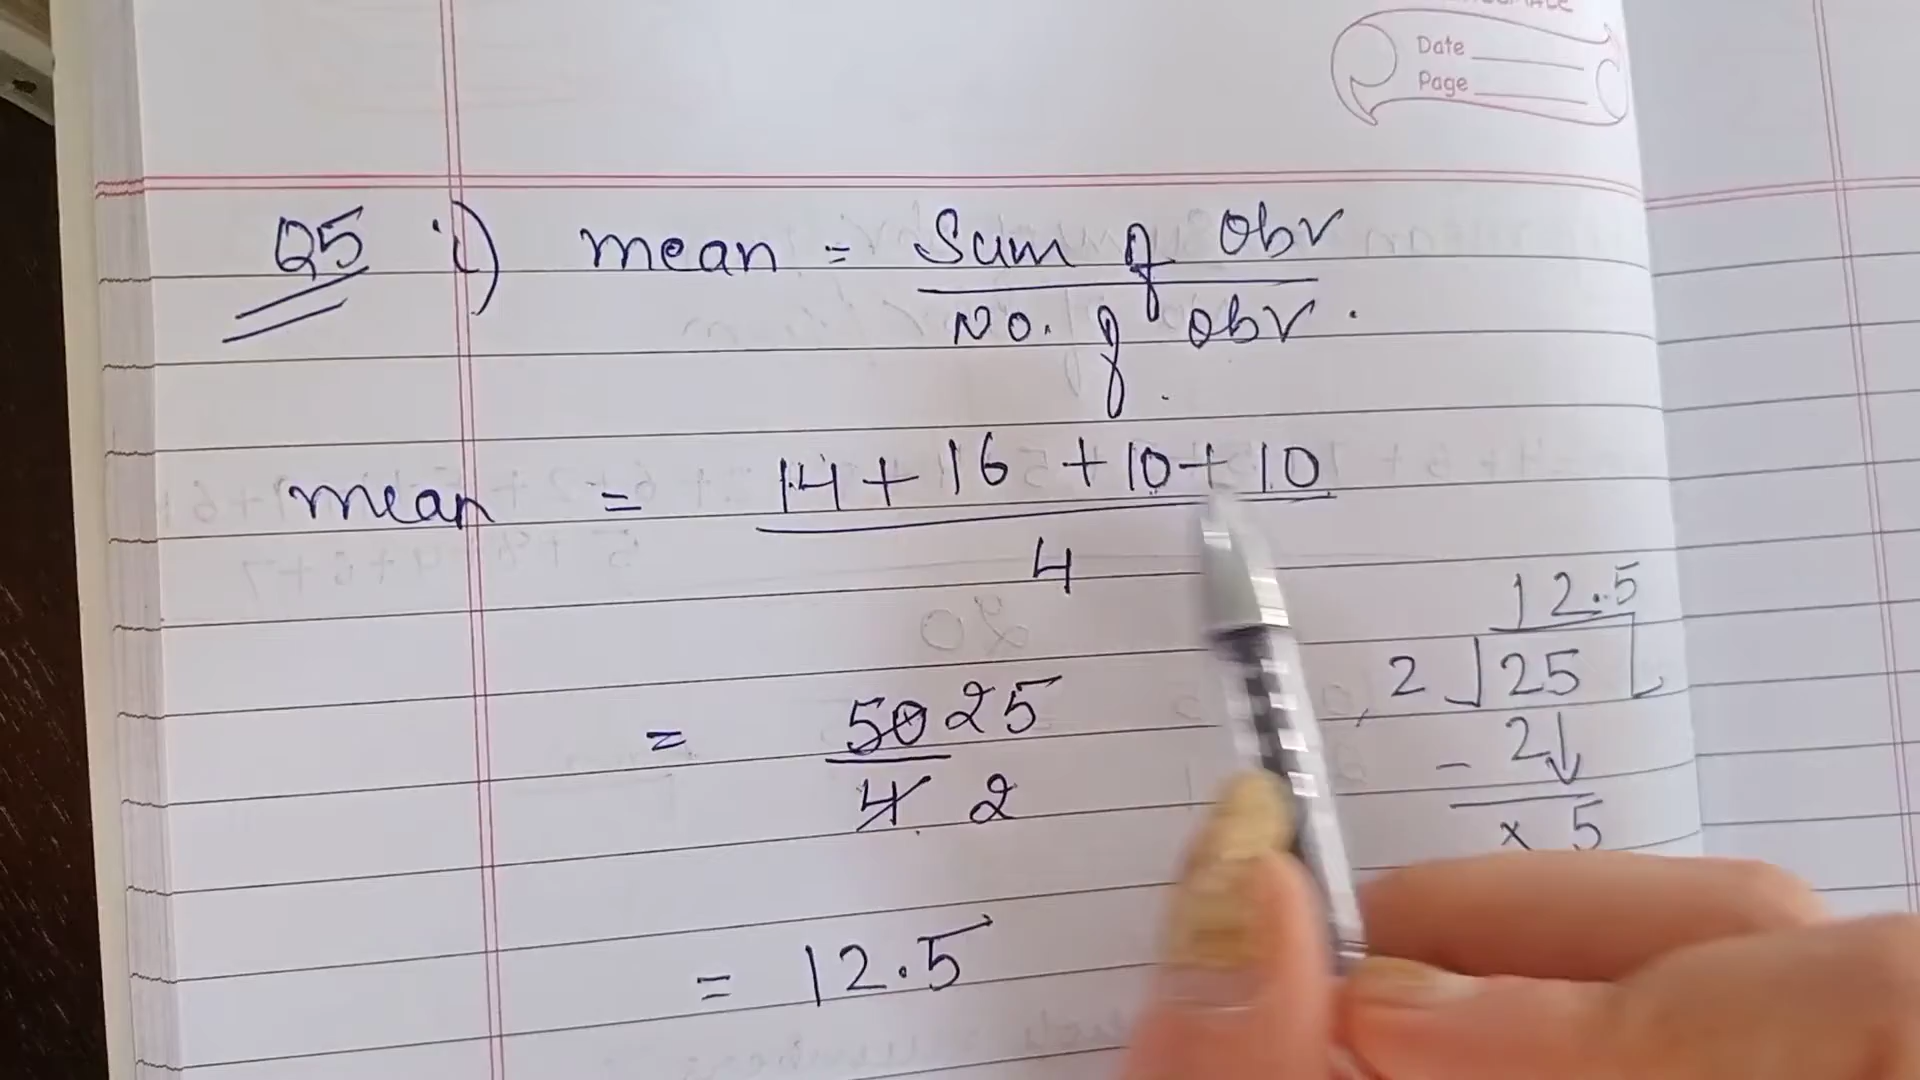 Date
Page
Q5 i) mean = Sum of Obv
No. of obv.
mean = 14 + 16 + 10 + 10
4
= 50 25
4 2
= 12.5
12.5
2 25
- 2↓
x 5